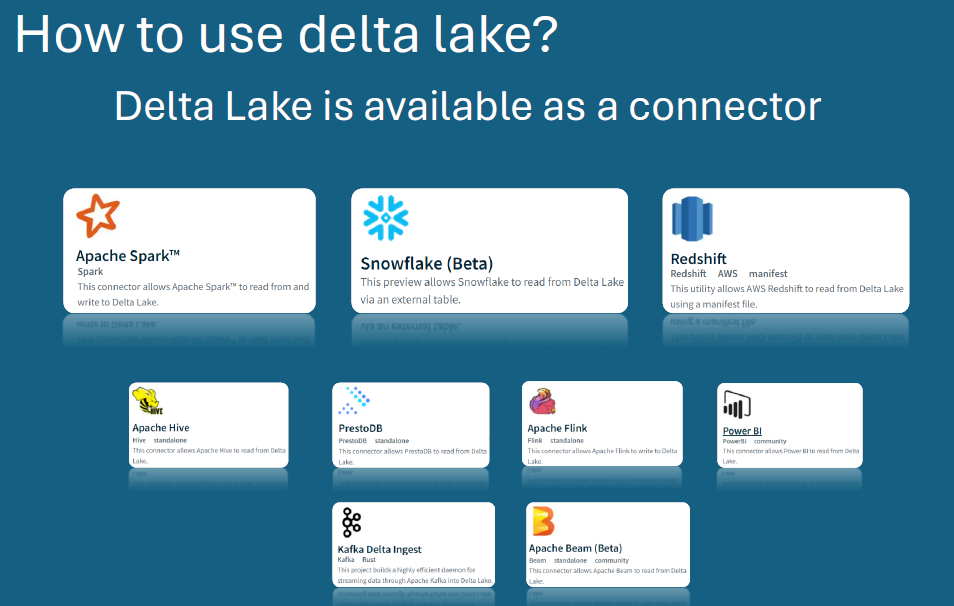 How to use delta lake?
Delta Lake is available as a connector
Apache Spark™
Spark
This connector allows Apache Spark™ to read from and
write to Delta Lake.
Snowflake (Beta)
This preview allows Snowflake to read from Delta Lake
via an external table.
Redshift
Redshift AWS manifest
This utility allows AWS Redshift to read from Delta Lake
using a manifest file.
HIVE
Apache Hive
Hive standalone
This connector allows Apache Hive to read from Delta
Lake.
PrestoDB
PrestoDB standalone
This connector allows PrestoDB to read from Delta
Lake.
Apache Flink
Flink standalone
This connector allows Apache Flink to write to Delta
Lake.
Power BI
PowerBI community
This connector allows Power BI to read from Delta
Lake.
Kafka Delta Ingest
Kafka Rust
This project builds a highly efficient daemon for
streaming data through Apache Kafka into Delta Lake.
Apache Beam (Beta)
Beam standalone community
This connector allows Apache Beam to read from Delta
Lake.